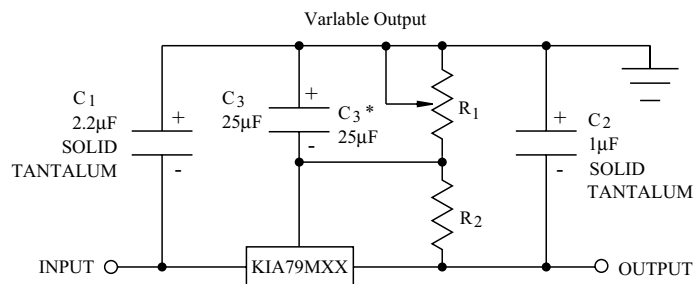 Varlable Output
C1
2.2μF
SOLID
TANTALUM
+
-
C3
25μF
+
C3*
25μF
-
R1
R2
+
C2
1μF
SOLID
TANTALUM
-
INPUT
KIA79MXX
OUTPUT